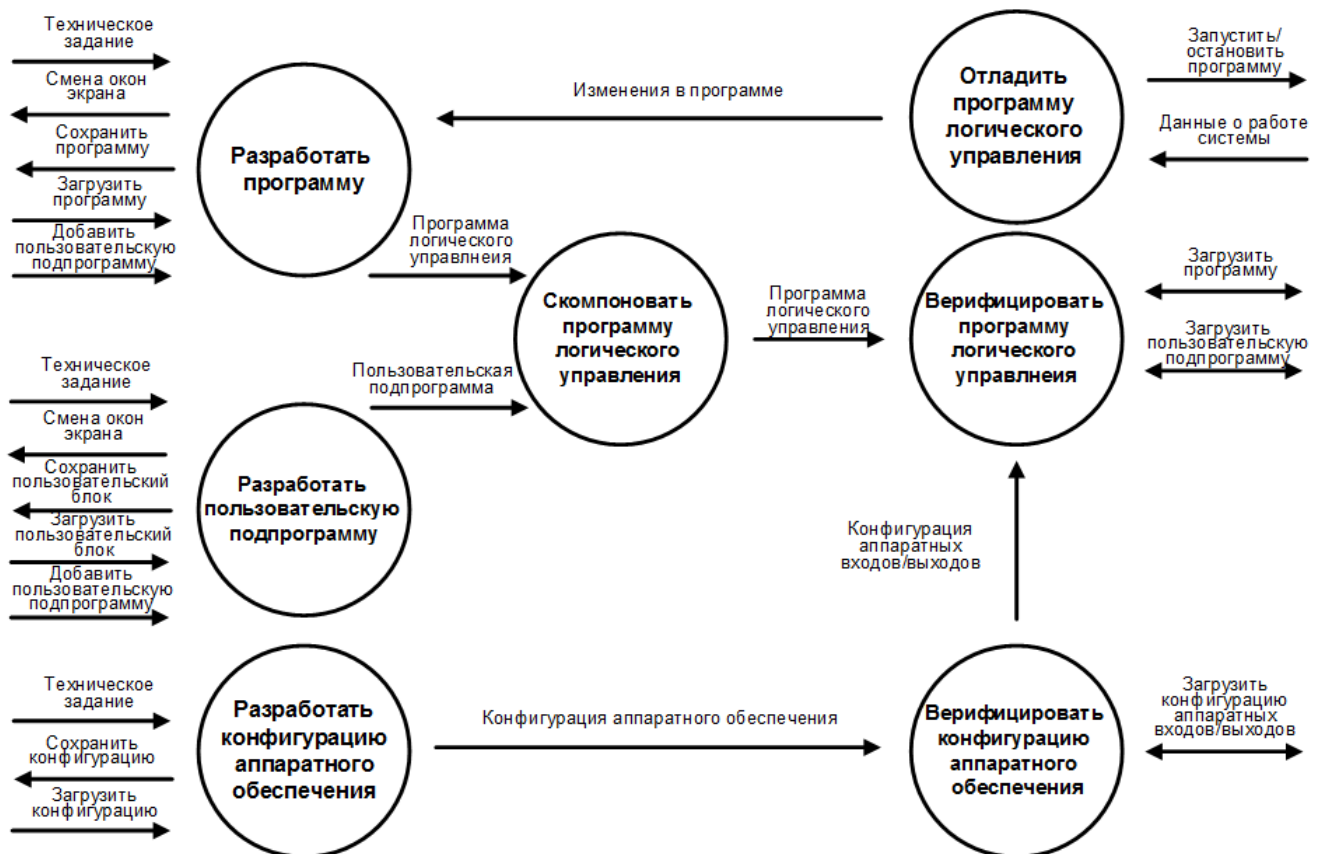 Техническое
задание
Смена окон
экрана
Сохранить
программу
Загрузить
программу
Добавить
пользовательскую
подпрограмму
Разработать
программу
Изменения в программе
Отладить
программу
логического
управления
Запустить/
остановить
программу
Данные о работе
системы
Программа
логического
управлнеия
Скомпоновать
программу
логического
управления
Программа
логического
управления
Верифицировать
программу
логического
управлнеия
Загрузить
программу
Загрузить
пользовательскую
подпрограмму
Техническое
задание
Смена окон
экрана
Сохранить
пользовательский
блок
Загрузить
пользовательский
блок
Добавить
пользовательскую
подпрограмму
Пользовательская
подпрограмма
Разработать
пользовательскую
подпрограмму
Конфигурация
аппаратных
входов/выходов
Техническое
задание
Сохранить
конфигурацию
Загрузить
конфигурацию
Разработать
конфигурацию
аппаратного
обеспечения
Конфигурация аппаратного обеспечения
Верифицировать
конфигурацию
аппаратного
обеспечения
Загрузить
конфигурацию
аппаратных
входов/выходов